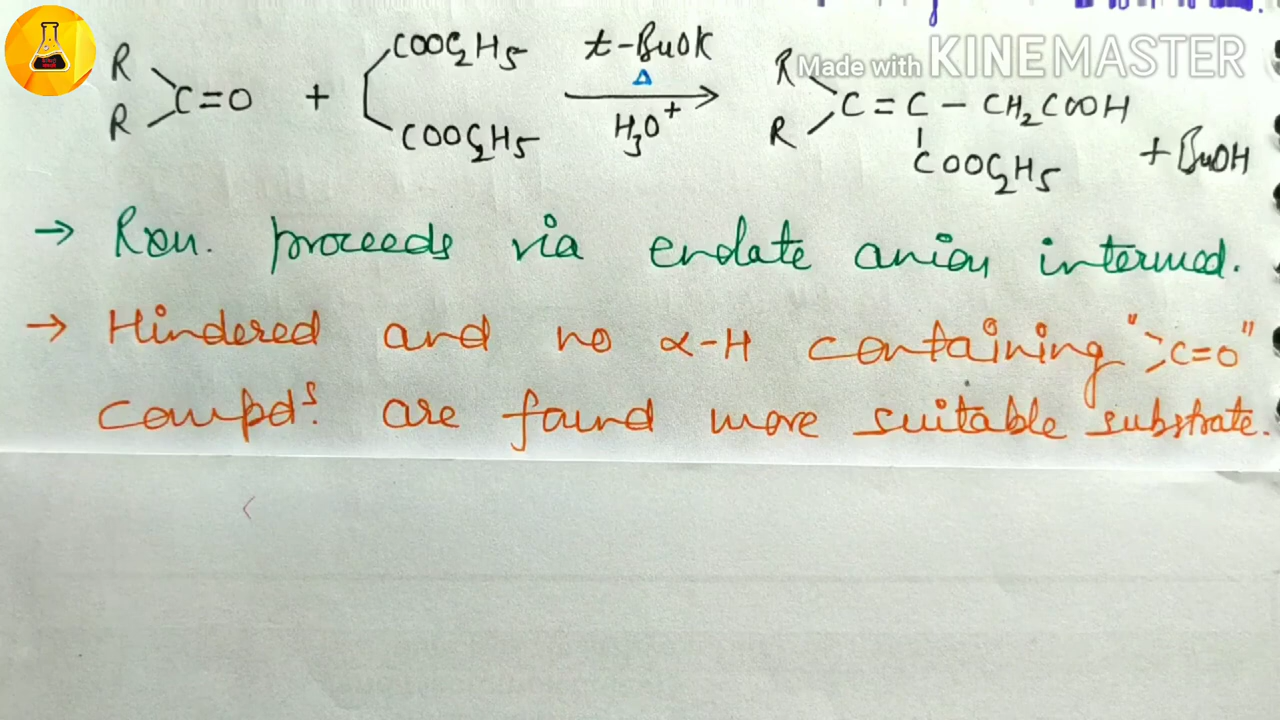 R
R
C=O + COOC2H5
COOC2H5
t-BuOK
Δ
H3O+
R
R
C=C-CH2COOH
COOC2H5
+ BuOH
Made with KINEMASTER
→ Rxn. proceeds via enolate anion intermed.
→ Hindered and no α-H containing ">C=O"
compds. are found more suitable substrate.